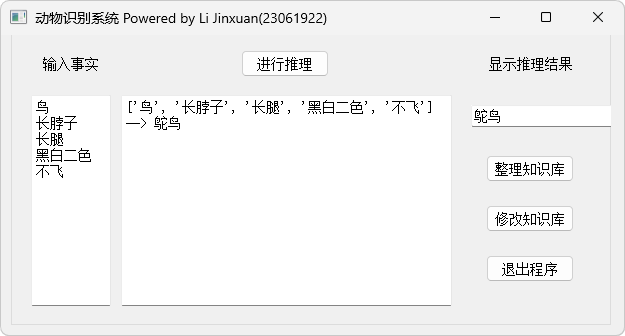 动物识别系统 Powered by Li Jinxuan(23061922)
输入事实
进行推理
显示推理结果
鸟
长脖子
长腿
黑白二色
不飞
['鸟', '长脖子', '长腿', '黑白二色', '不飞']
—> 鸵鸟
鸵鸟
整理知识库
修改知识库
退出程序